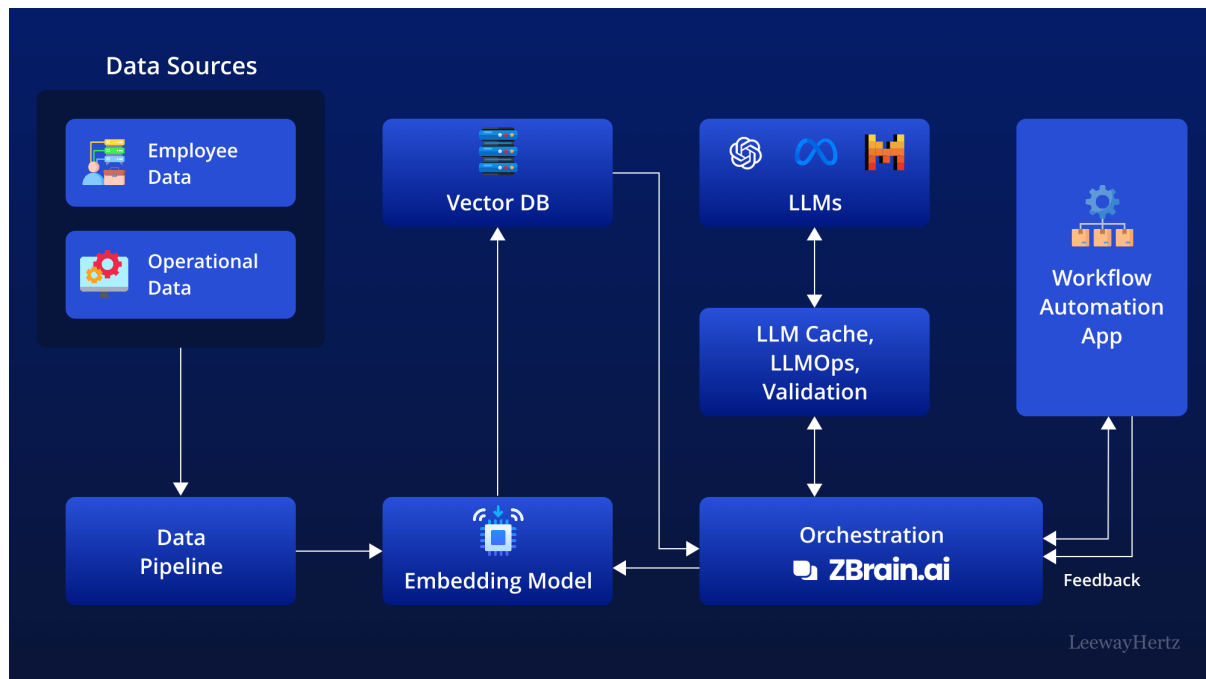 Data Sources
Employee
Data
Operational
Data
Vector DB
LLMs
Workflow
Automation
App
LLM Cache,
LLMOps,
Validation
Data
Pipeline
Embedding Model
Orchestration
ZBrain.ai
Feedback
LeewayHertz